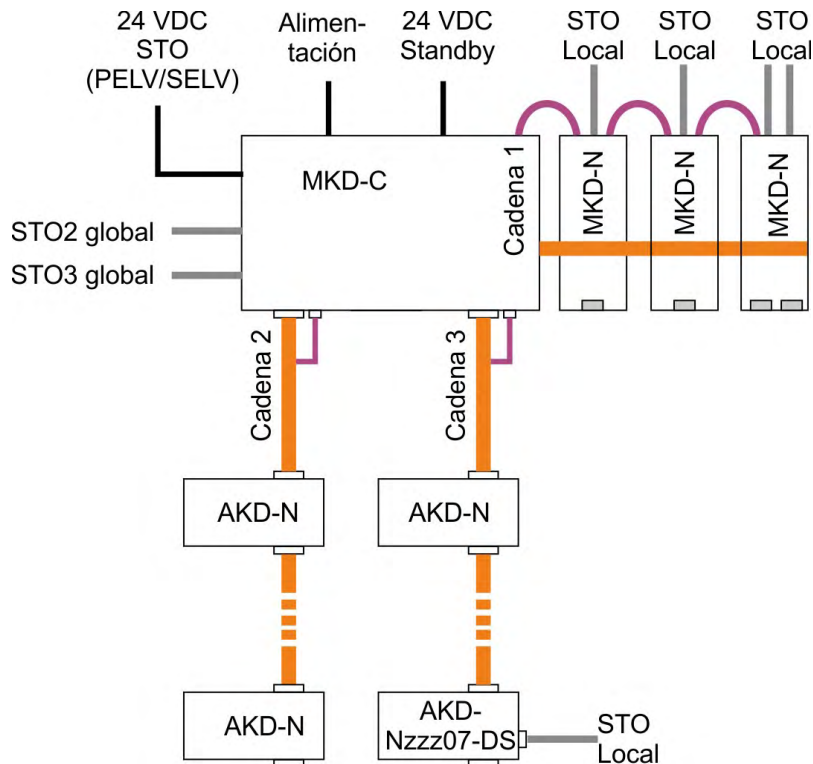 24 VDC
STO
(PELV/SELV)
Alimen-
tación
24 VDC
Standby
STO
Local
STO
Local
STO
Local
MKD-C
Cadena 1
MKD-N
MKD-N
MKD-N
STO2 global
STO3 global
Cadena 2
Cadena 3
AKD-N
AKD-N
AKD-N
AKD-
Nzzz07-DS
STO
Local